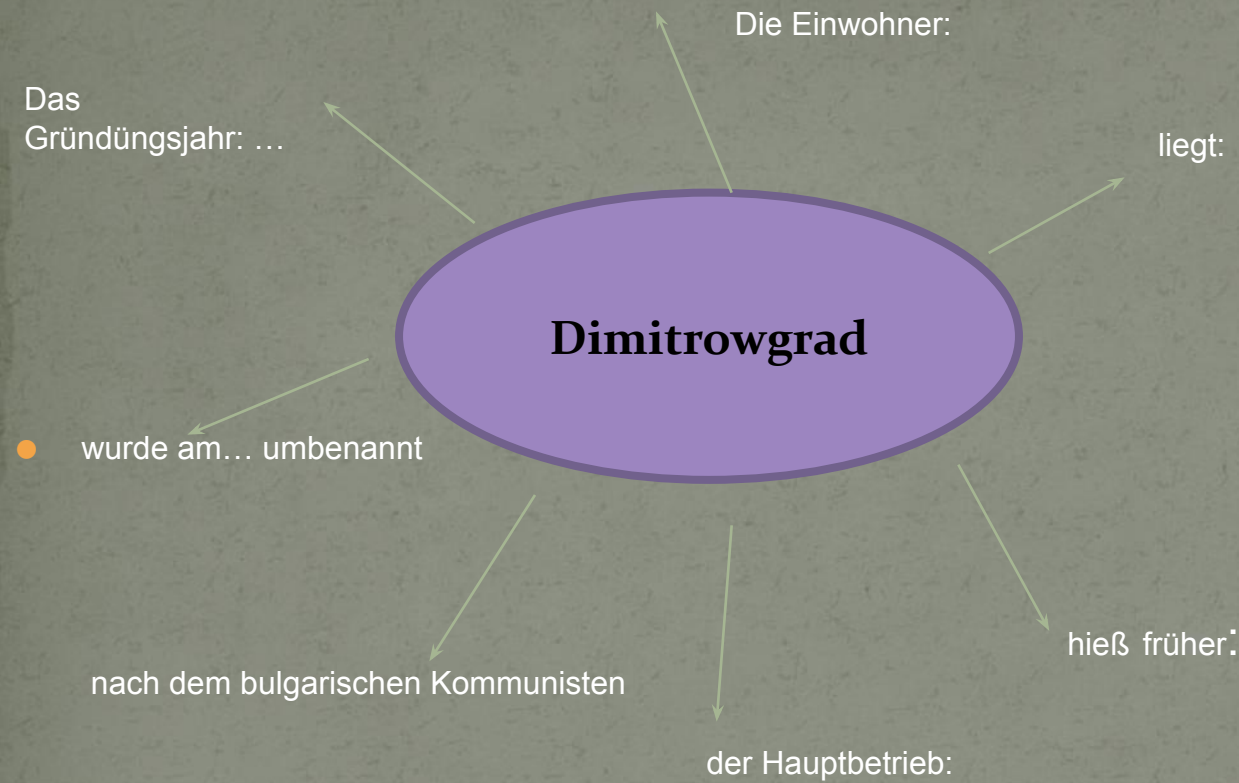 Die Einwohner:
Das
Gründüngsjahr: …
liegt:
Dimitrowgrad
wurde am… umbenannt
hieß früher:
nach dem bulgarischen Kommunisten
der Hauptbetrieb: